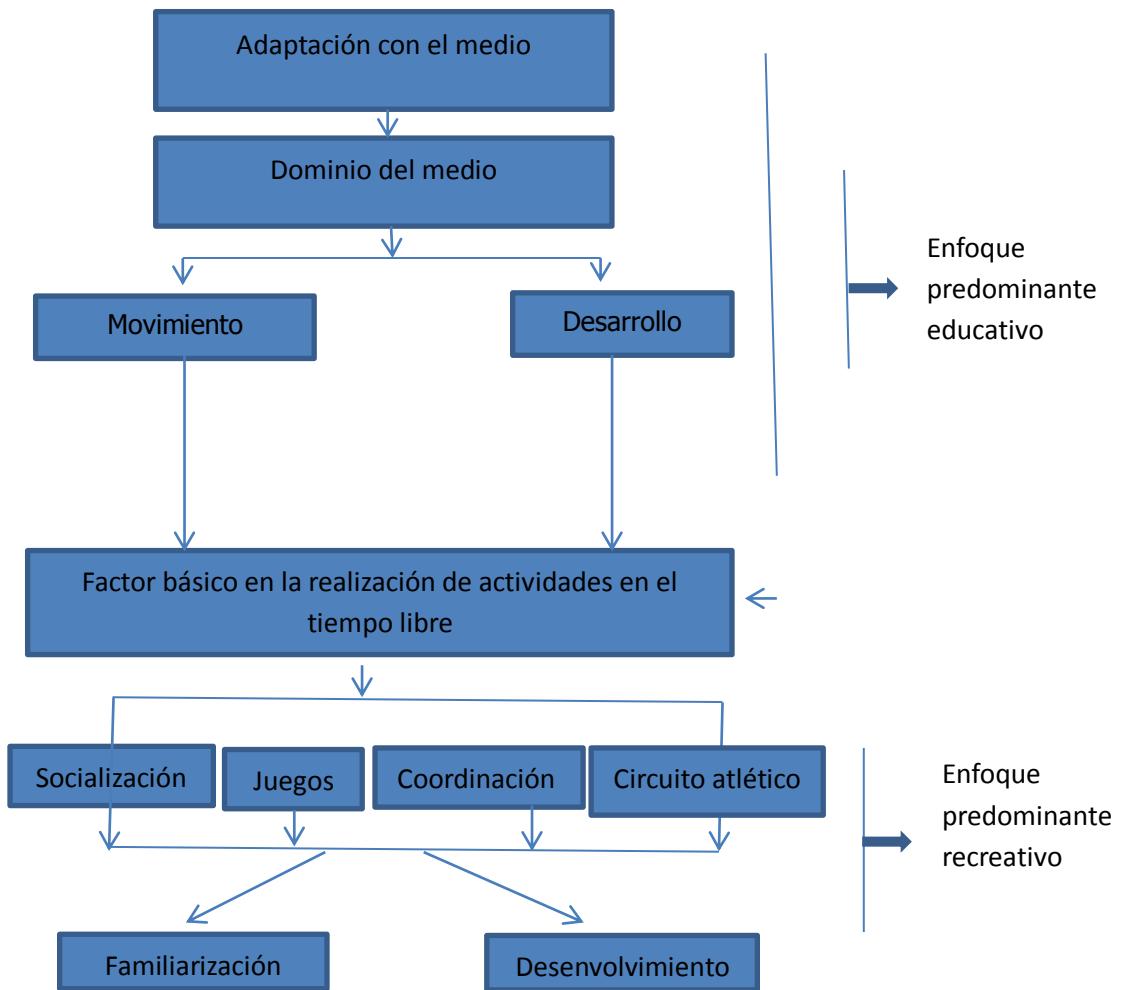 Adaptación con el medio
Dominio del medio
Movimiento
Desarrollo
Enfoque
predominante
educativo
Factor básico en la realización de actividades en el
tiempo libre
Socialización
Juegos
Coordinación
Circuito atlético
Enfoque
predominante
recreativo
Familiarización
Desenvolvimiento